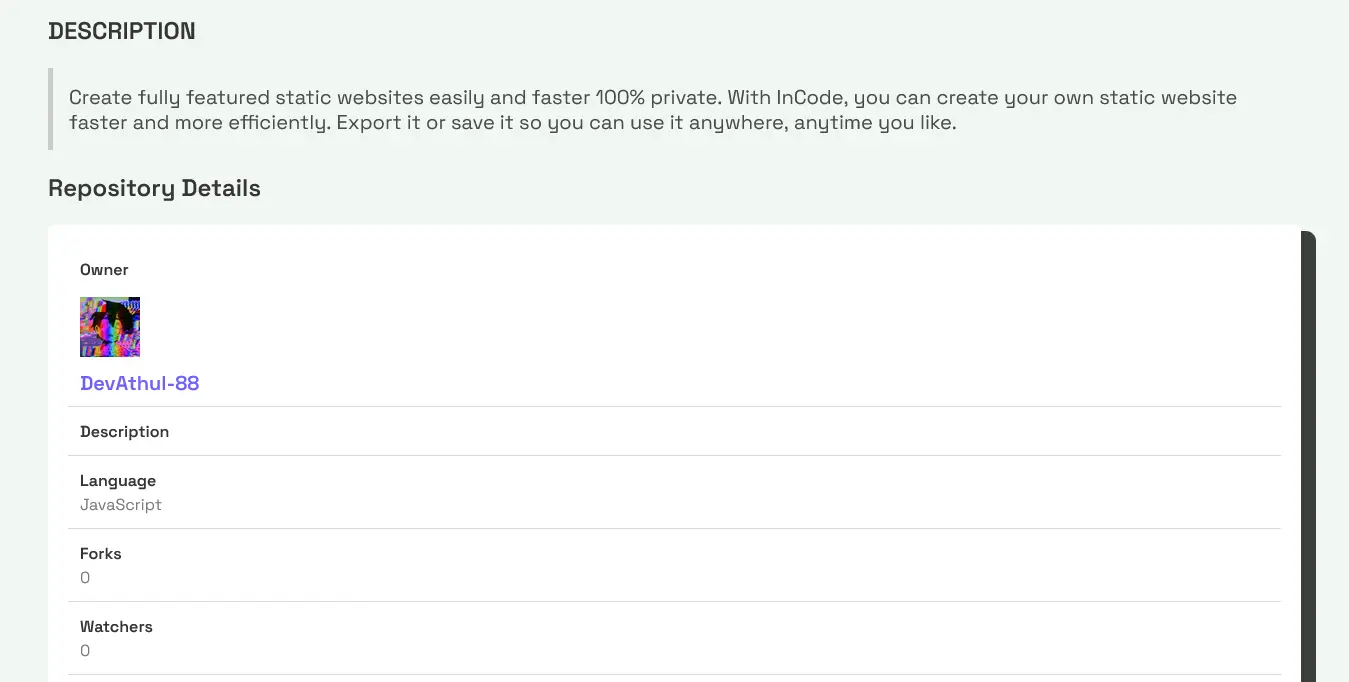 DESCRIPTION
Create fully featured static websites easily and faster 100% private. With InCode, you can create your own static website
faster and more efficiently. Export it or save it so you can use it anywhere, anytime you like.
Repository Details
Owner
DevAthul-88
Description
Language
JavaScript
Forks
0
Watchers
0